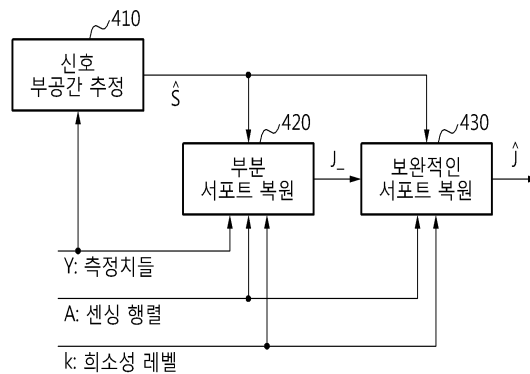 410
신호
부공간 추정
Ŝ
420
부분
서포트 복원
J_
430
보완적인
서포트 복원
Ĵ
Y: 측정치들
A: 센싱 행렬
k: 희소성 레벨